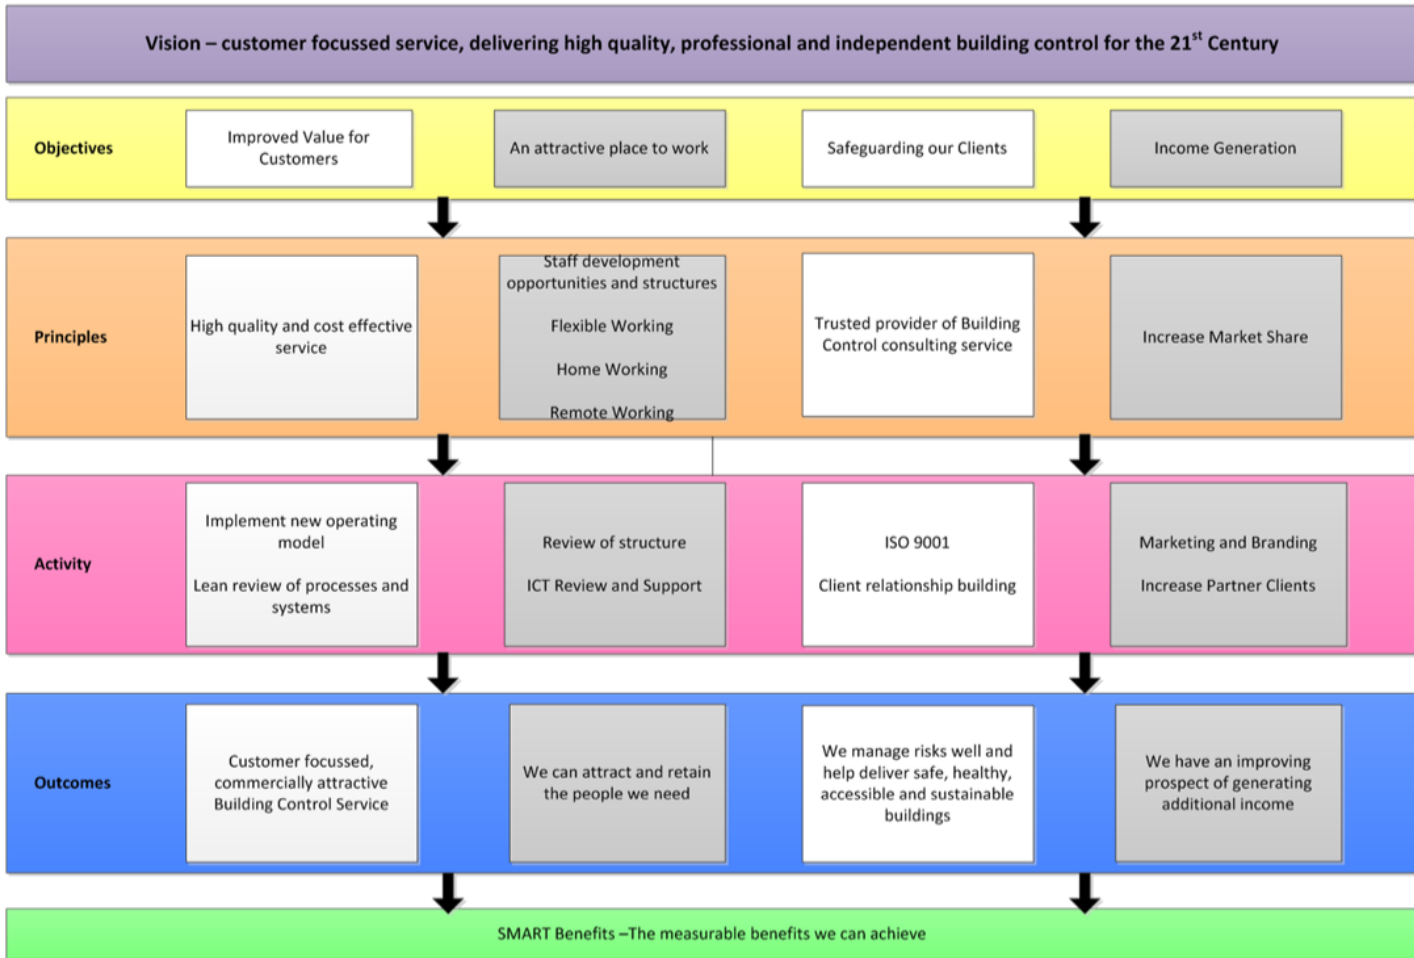 Vision – customer focussed service, delivering high quality, professional and independent building control for the 21st Century
Objectives
Improved Value for
Customers
An attractive place to work
Safeguarding our Clients
Income Generation
Principles
High quality and cost effective
service
Staff development
opportunities and structures
Flexible Working
Home Working
Remote Working
Trusted provider of Building
Control consulting service
Increase Market Share
Activity
Implement new operating
model
Lean review of processes and
systems
Review of structure
ICT Review and Support
ISO 9001
Client relationship building
Marketing and Branding
Increase Partner Clients
Outcomes
Customer focussed,
commercially attractive
Building Control Service
We can attract and retain
the people we need
We manage risks well and
help deliver safe, healthy,
accessible and sustainable
buildings
We have an improving
prospect of generating
additional income
SMART Benefits –The measurable benefits we can achieve